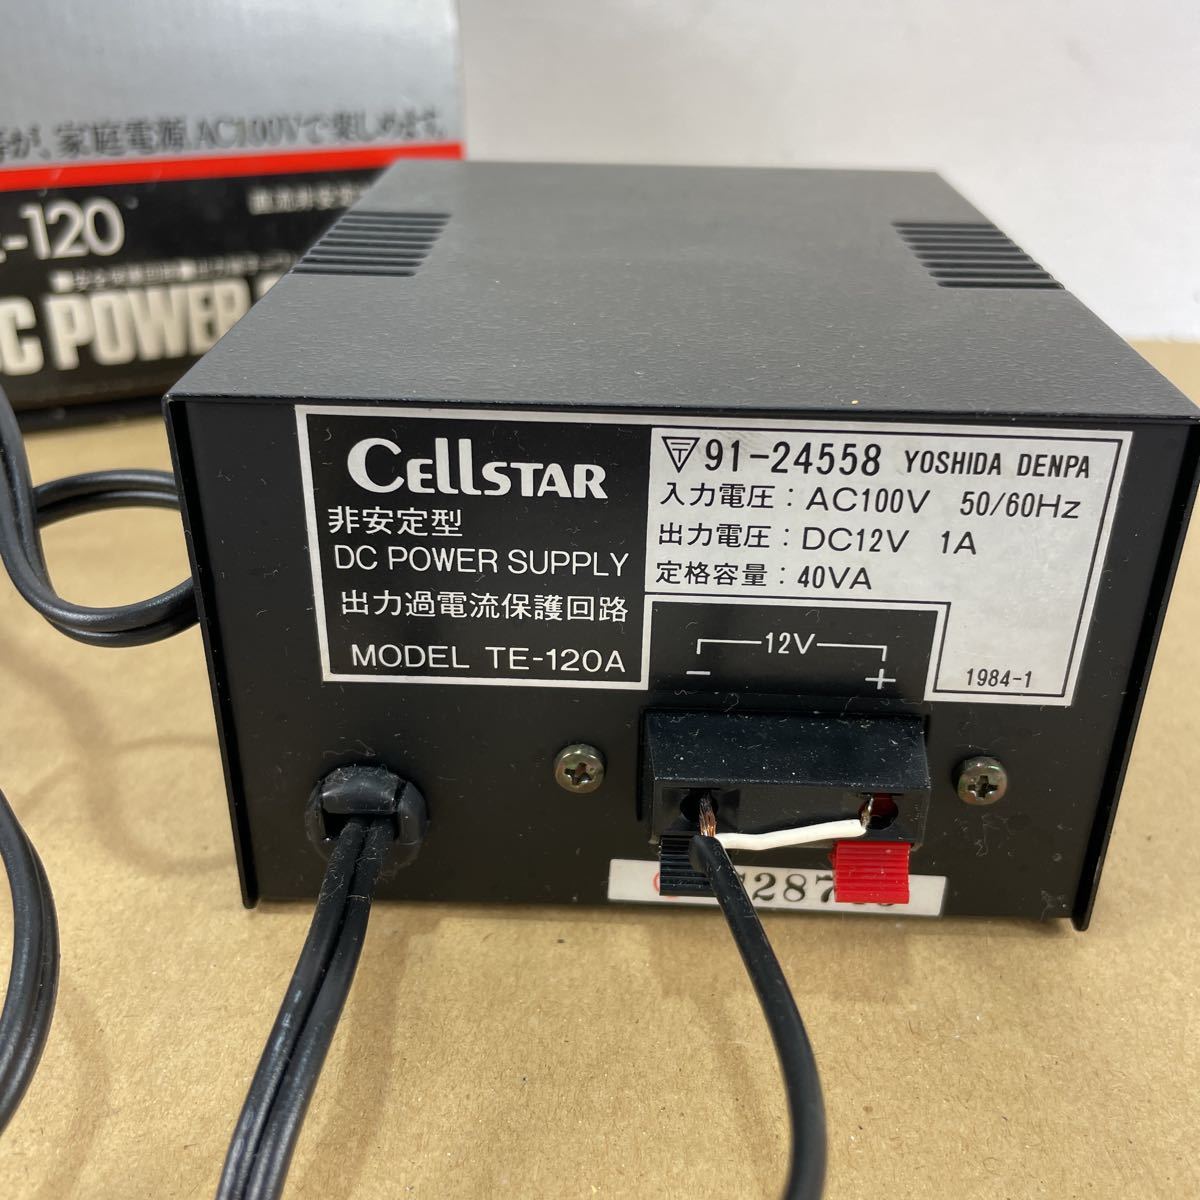 が、家庭電源AC100Vで楽しめます。
-120
DC POWER
CELLSTAR
非安定型
DC POWER SUPPLY
出力過電流保護回路
MODEL TE-120A
〒91-24558 YOSHIDA DENPA
入力電圧:AC100V 50/60Hz
出力電圧:DC12V 1A
定格容量:40VA
12V
- +
1984-1